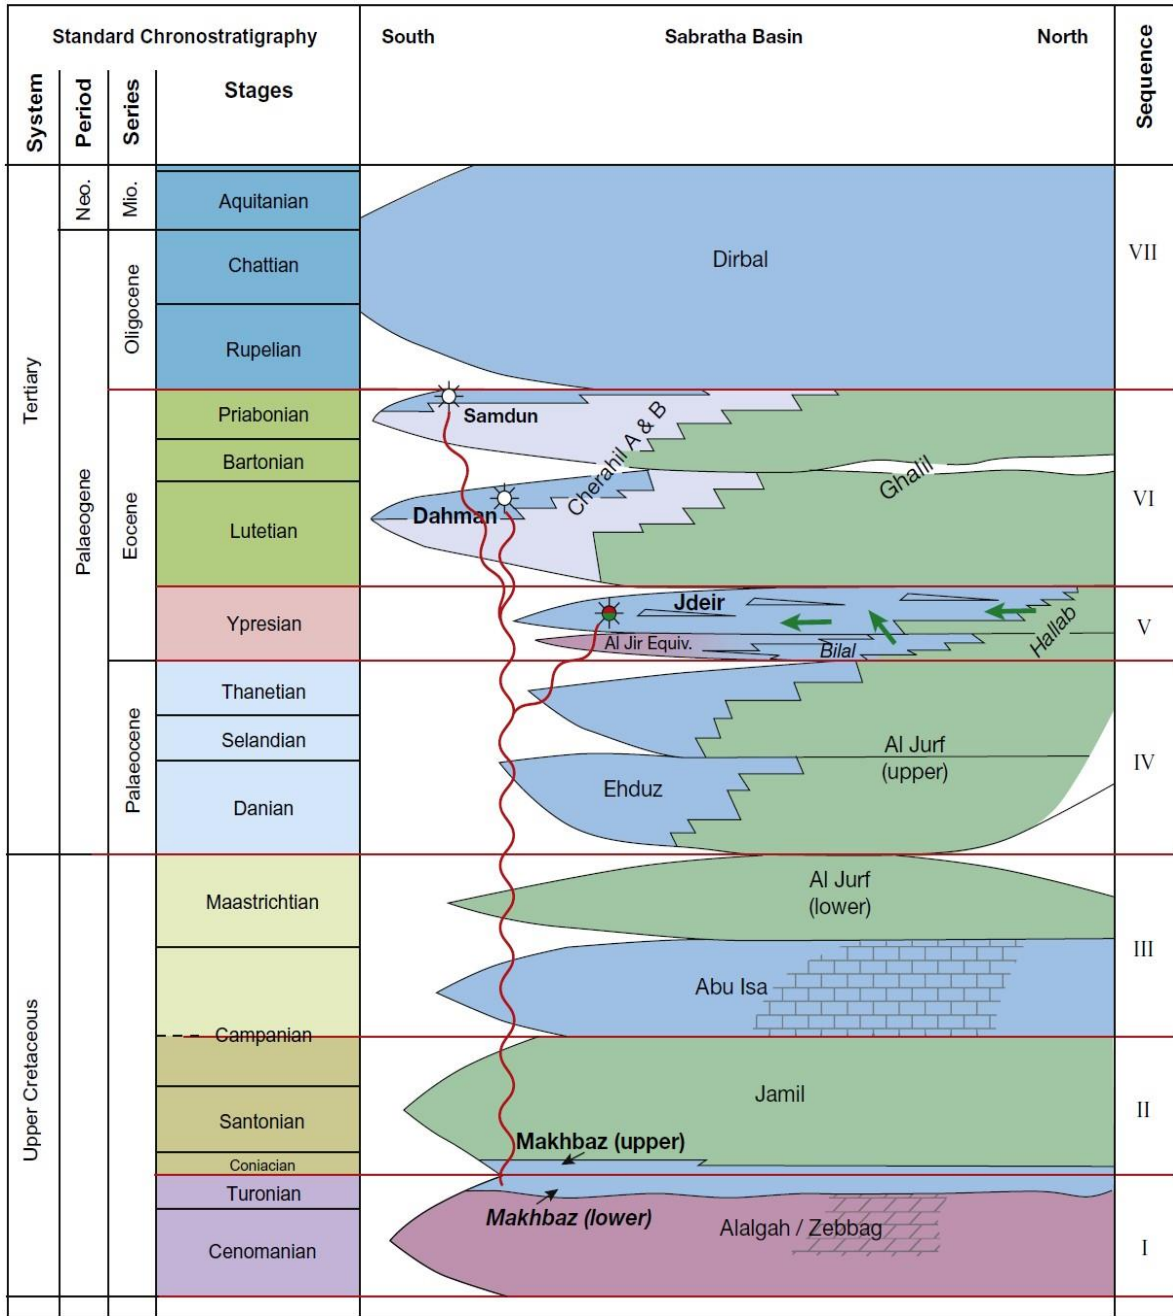 Standard Chronostratigraphy
South
Sabratha Basin
North
Sequence
System
Period
Series
Stages
Neo.
Mio.
Aquitanian
Dirbal
VII
Tertiary
Palaeogene
Oligocene
Chattian
Rupelian
Eocene
Priabonian
Samdun
Cherahil A & B
Ghalil
VI
Bartonian
Lutetian
Dahman
Ypresian
Jdeir
Al Jir Equiv.
Bilal
Hallab
V
Palaeocene
Thanetian
Selandian
Al Jurf
(upper)
IV
Danian
Ehduz
Upper Cretaceous
Maastrichtian
Al Jurf
(lower)
III
Abu Isa
Campanian
Jamil
II
Santonian
Makhbaz (upper)
Coniacian
Turonian
Makhbaz (lower)
Alalgah / Zebbag
Cenomanian
I